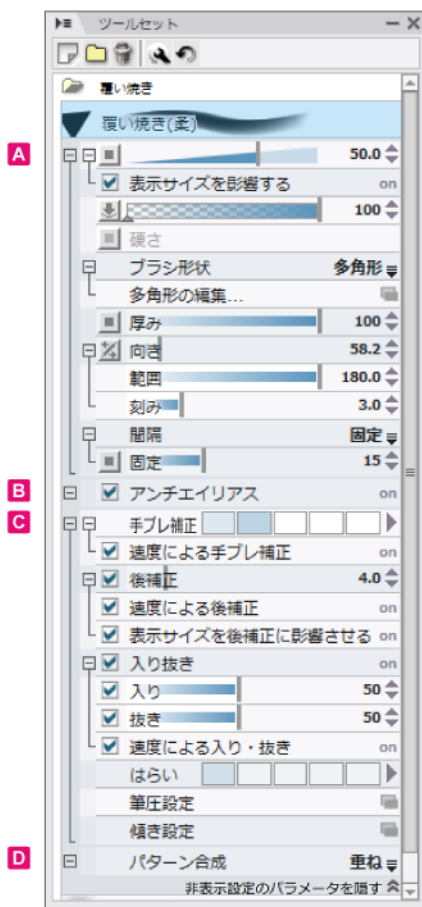 ツールセット
覆い焼き
覆い焼き(柔)
A 50.0
表示サイズを影響する on
100
硬さ
ブラシ形状 多角形
多角形の編集...
厚み 100
向き 58.2
範囲 180.0
刻み 3.0
間隔 固定
固定 15
B アンチエイリアス on
C 手ブレ補正
速度による手ブレ補正 on
後補正 4.0
速度による後補正 on
表示サイズを後補正に影響させる on
入り抜き on
入り 50
抜き 50
速度による入り・抜き on
はらい
筆圧設定
傾き設定
D パターン合成 重ね
非表示設定のパラメータを隠す